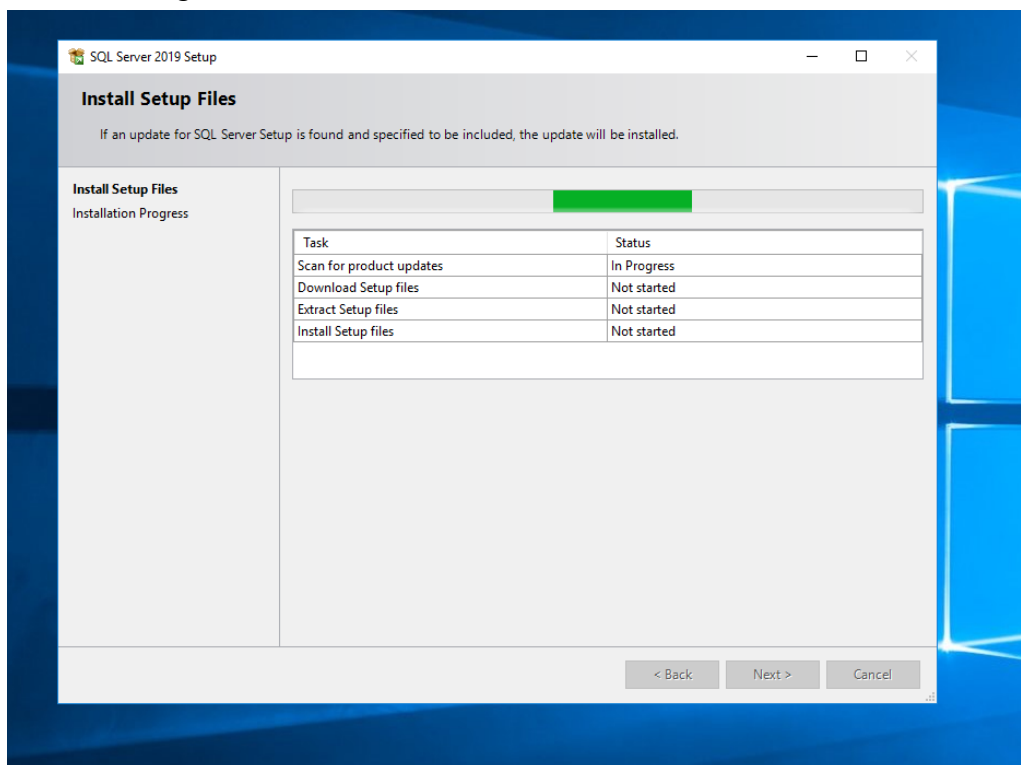 SQL Server 2019 Setup
Install Setup Files
If an update for SQL Server Setup is found and specified to be included, the update will be installed.
Install Setup Files
Installation Progress
Task Status
Scan for product updates In Progress
Download Setup files Not started
Extract Setup files Not started
Install Setup files Not started
< Back Next > Cancel